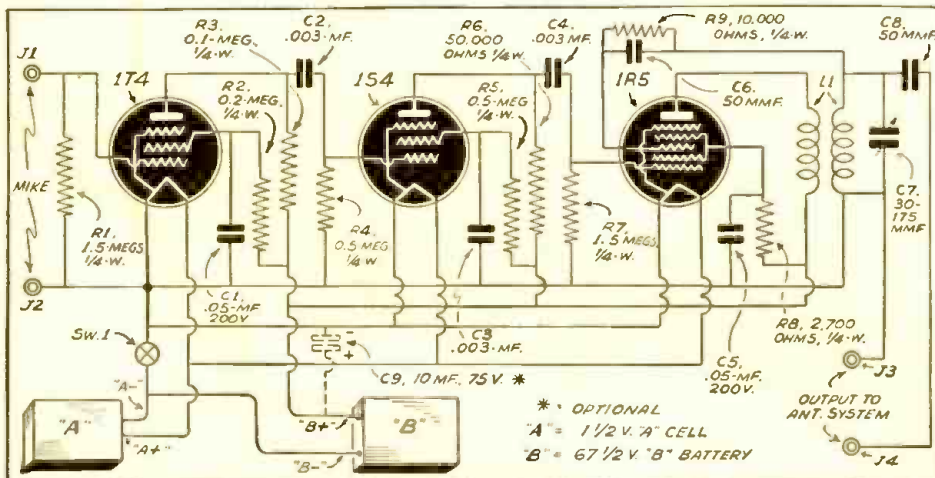 J1
MIKE
J2
R1.
1.5-MEGS.
1/4-W.
1T4
R3.
0.1-MEG.
1/4-W.
C2.
.003-MF.
R2.
0.2-MEG.
1/4-W.
C1.
.05-MF.
200V.
R4.
0.5 MEG
1/4 W.
1S4
R6.
50,000
OHMS 1/4-W.
C4.
.003-MF.
R5.
0.5 MEG
1/4-W.
C3
.003-MF.
R7.
1.5 MEGS,
1/4-W.
1R5
R9, 10.000
OHMS, 1/4-W.
C6.
50 MMF.
L1
C8.
50 MMF.
C7.
30-
175
MMF
C5,
.05-MF.
200V.
R8, 2,700
OHMS, 1/4-W.
J3
OUTPUT TO
ANT. SYSTEM
J4
SW.1
"A-"
"A"
"A+"
-
+
C9, 10 MF, 75 V. *
"B+"
"B"
"B-"
* = OPTIONAL
"A" = 1 1/2 V. "A" CELL
"B" = 67 1/2 V. "B" BATTERY